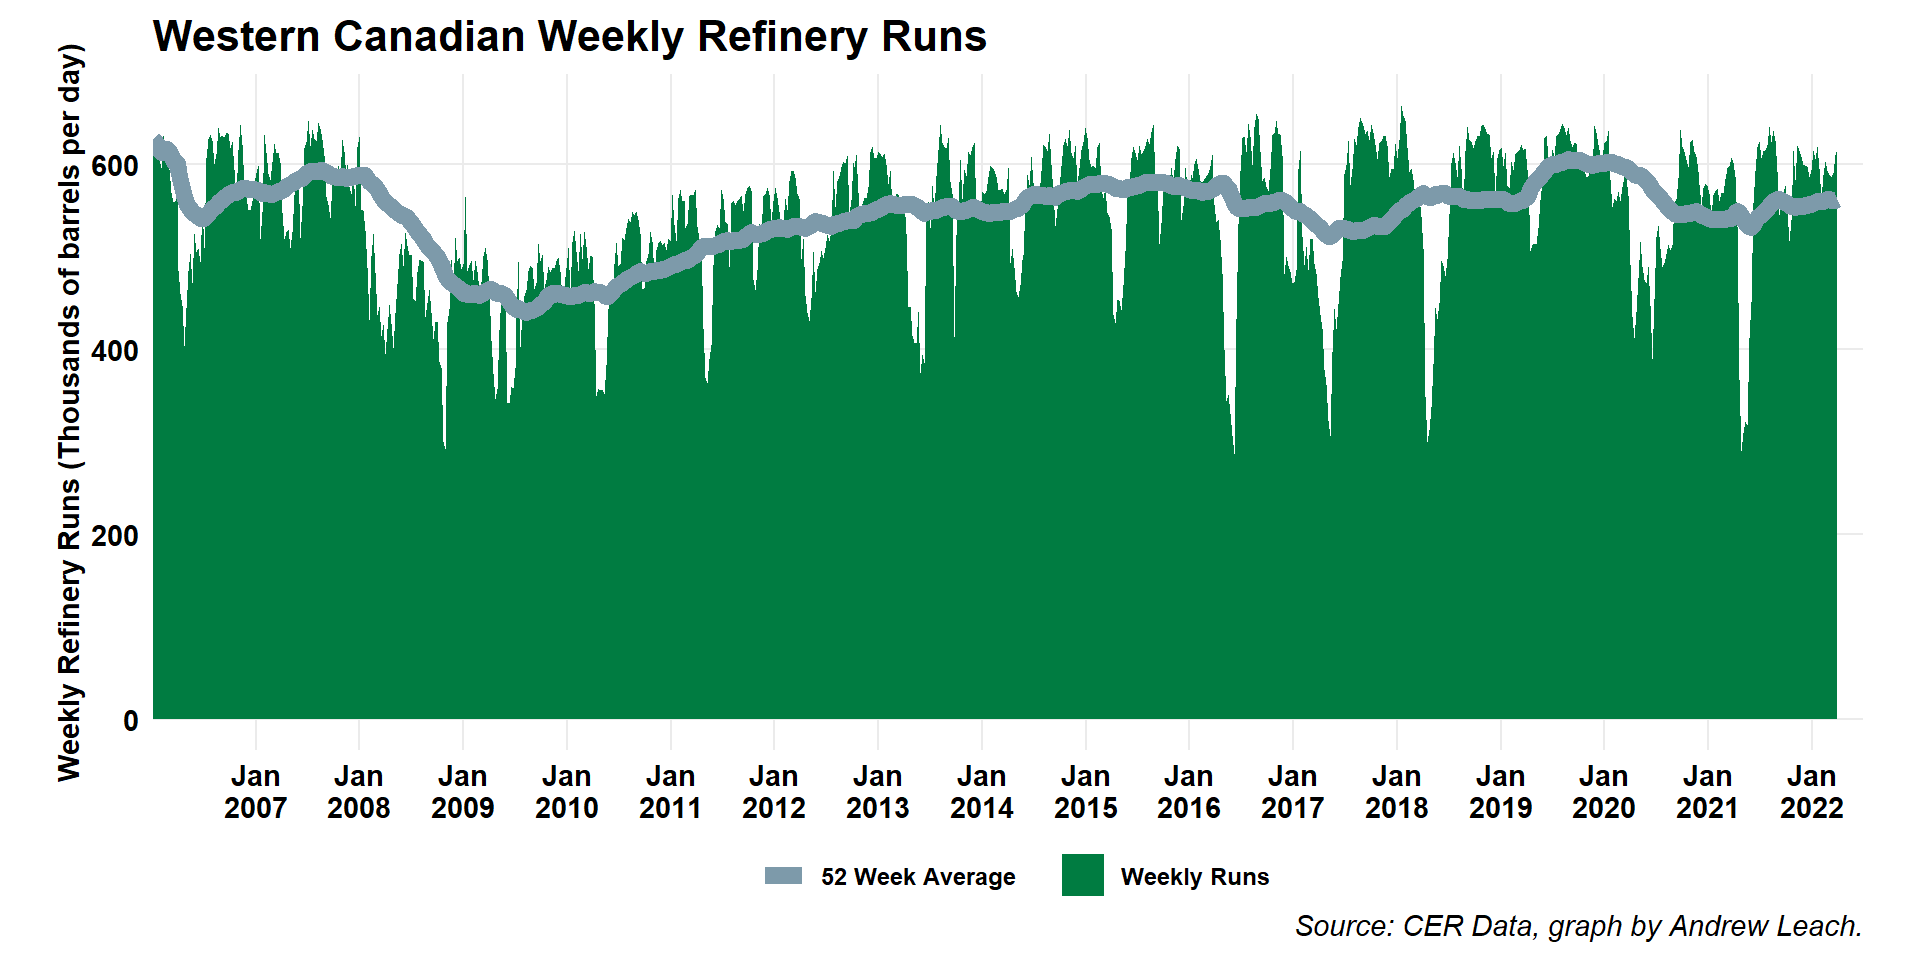 Western Canadian Weekly Refinery Runs
Weekly Refinery Runs (Thousands of barrels per day)
600
400
200
0
Jan Jan Jan Jan Jan Jan Jan Jan Jan Jan Jan Jan Jan Jan Jan Jan
2007 2008 2009 2010 2011 2012 2013 2014 2015 2016 2017 2018 2019 2020 2021 2022
52 Week Average Weekly Runs
Source: CER Data, graph by Andrew Leach.